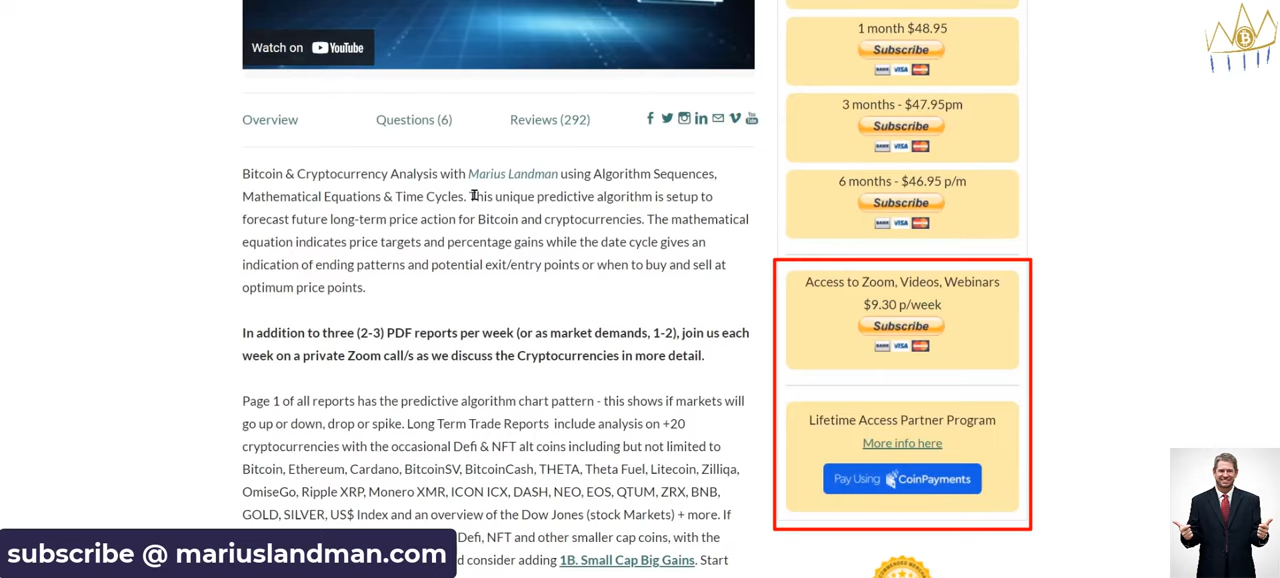 Watch on YouTube
Overview
Questions (6)
Reviews (292)
Bitcoin & Cryptocurrency Analysis with Marius Landman using Algorithm Sequences,
Mathematical Equations & Time Cycles. This unique predictive algorithm is setup to
forecast future long-term price action for Bitcoin and cryptocurrencies. The mathematical
equation indicates price targets and percentage gains while the date cycle gives an
indication of ending patterns and potential exit/entry points or when to buy and sell at
optimum price points.
In addition to three (2-3) PDF reports per week (or as market demands, 1-2), join us each
week on a private Zoom call/s as we discuss the Cryptocurrencies in more detail.
Page 1 of all reports has the predictive algorithm chart pattern - this shows if markets will
go up or down, drop or spike. Long Term Trade Reports include analysis on +20
cryptocurrencies with the occasional Defi & NFT alt coins including but not limited to
Bitcoin, Ethereum, Cardano, BitcoinSV, BitcoinCash, THETA, Theta Fuel, Litecoin, Zilliqa,
OmiseGo, Ripple XRP, Monero XMR, ICON ICX, DASH, NEO, EOS, QTUM, ZRX, BNB,
GOLD, SILVER, US$ Index and an overview of the Dow Jones (stock Markets) + more. If
Defi, NFT and other smaller cap coins, with the
d consider adding 1B. Small Cap Big Gains. Start
1 month $48.95
Subscribe
VISA
3 months - $47.95pm
Subscribe
VISA
6 months - $46.95 p/m
Subscribe
VISA
Access to Zoom, Videos, Webinars
$9.30 p/week
Subscribe
VISA
Lifetime Access Partner Program
More info here
Pay Using CoinPayments
subscribe @ mariuslandman.com